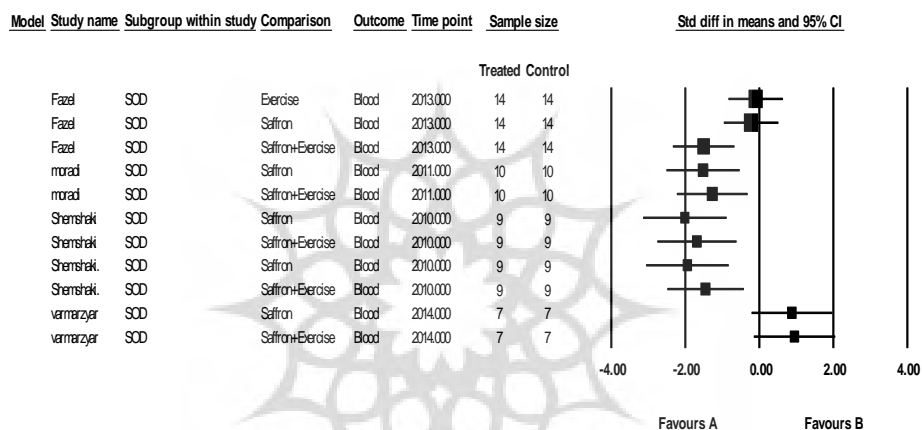 Model Study name Subgroup within study Comparison Outcome Time point Sample size Std diff in means and 95% CI
Treated Control
Fazel SOD Exercise Blood 2013.000 14 14
Fazel SOD Saffron Blood 2013.000 14 14
Fazel SOD Saffron+Exercise Blood 2013.000 14 14
moradi SOD Saffron Blood 2011.000 10 10
moradi SOD Saffron+Exercise Blood 2011.000 10 10
Shemshaki SOD Saffron Blood 2010.000 9 9
Shemshaki SOD Saffron+Exercise Blood 2010.000 9 9
Shemshaki. SOD Saffron Blood 2010.000 9 9
Shemshaki. SOD Saffron+Exercise Blood 2010.000 9 9
varmarzyar SOD Saffron Blood 2014.000 7 7
varmarzyar SOD Saffron+Exercise Blood 2014.000 7 7
-4.00 -2.00 0.00 2.00 4.00
Favours A Favours B